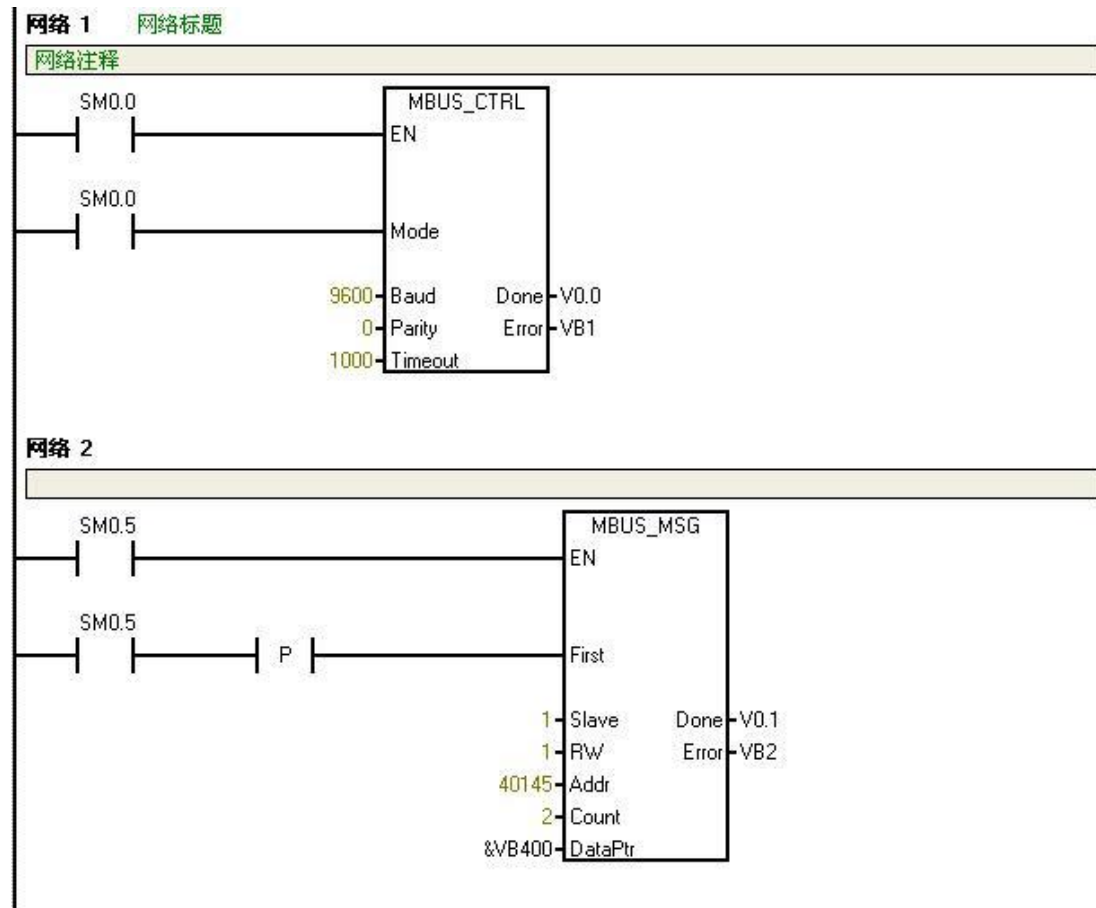 网络 1 网络标题
网络注释
SM0.0
MBUS_CTRL
EN
SM0.0
Mode
9600 Baud Done V0.0
0 Parity Error VB1
1000 Timeout
网络 2
SM0.5
MBUS_MSG
EN
SM0.5
P
First
1 Slave Done V0.1
1 RW Error VB2
40145 Addr
2 Count
&VB400 DataPtr